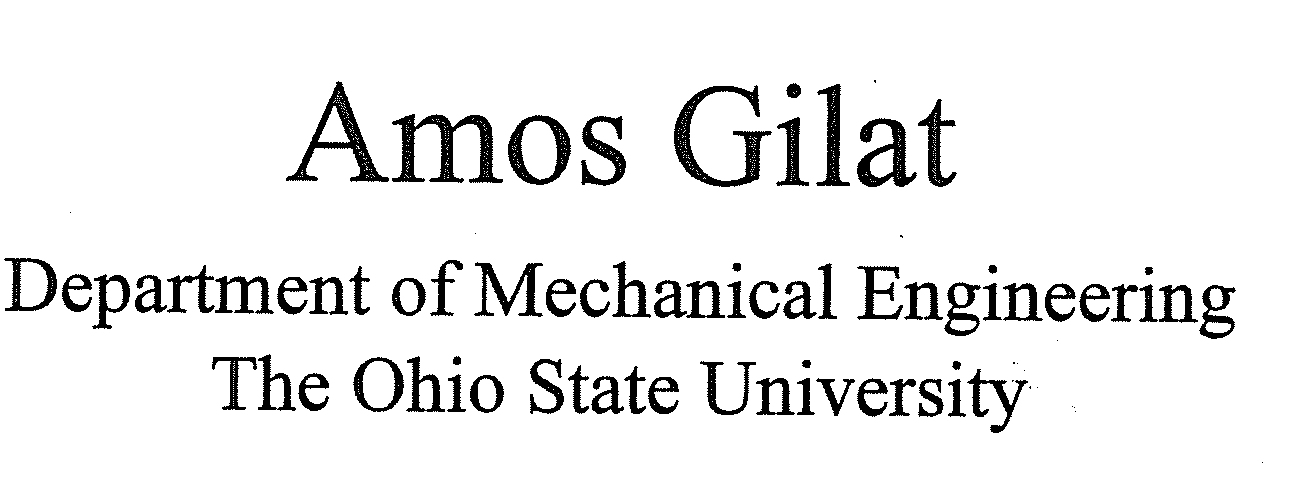 Amos Gilat
Department of Mechanical Engineering
The Ohio State University